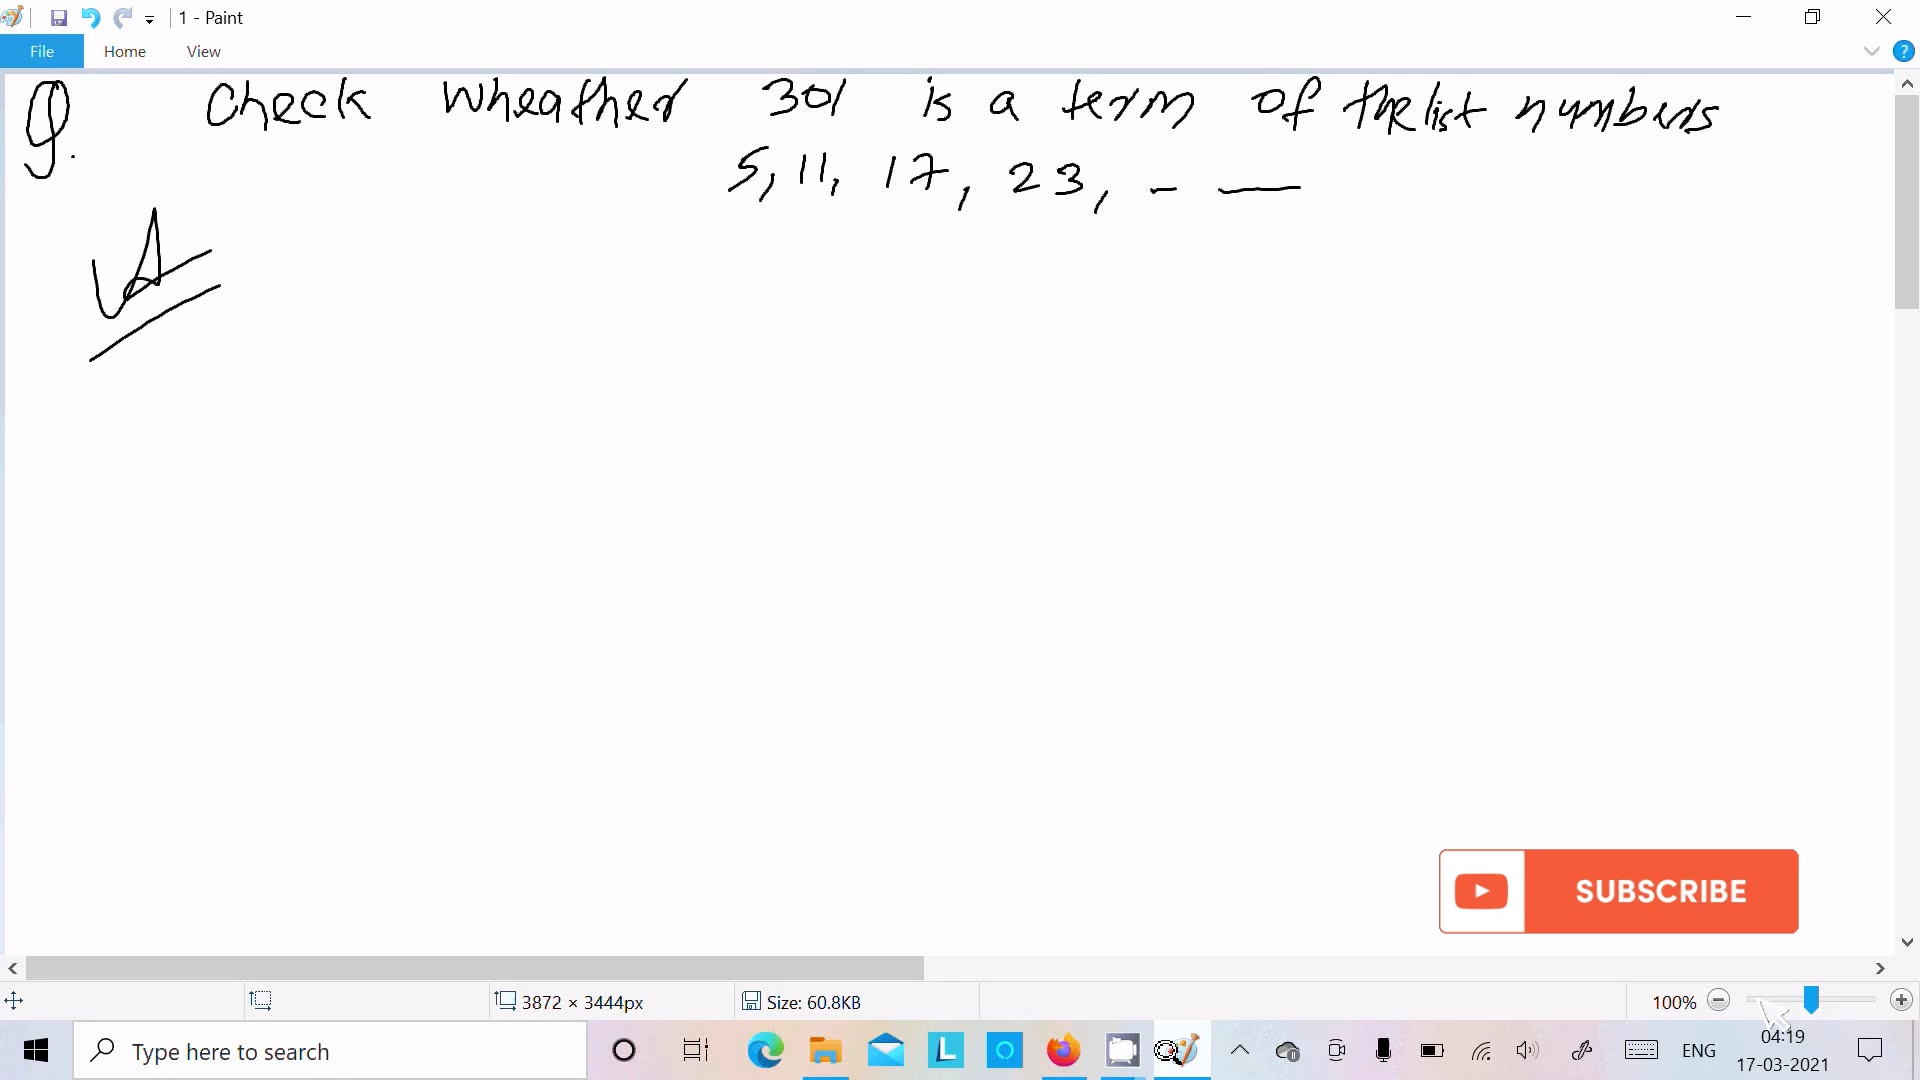 1 - Paint
File Home View
Q. Check wheather 301 is a term of the list numbers
5, 11, 17, 23, - —
A
SUBSCRIBE
3872 × 3444px Size: 60.8KB 100%
Type here to search
ENG
04:19
17-03-2021